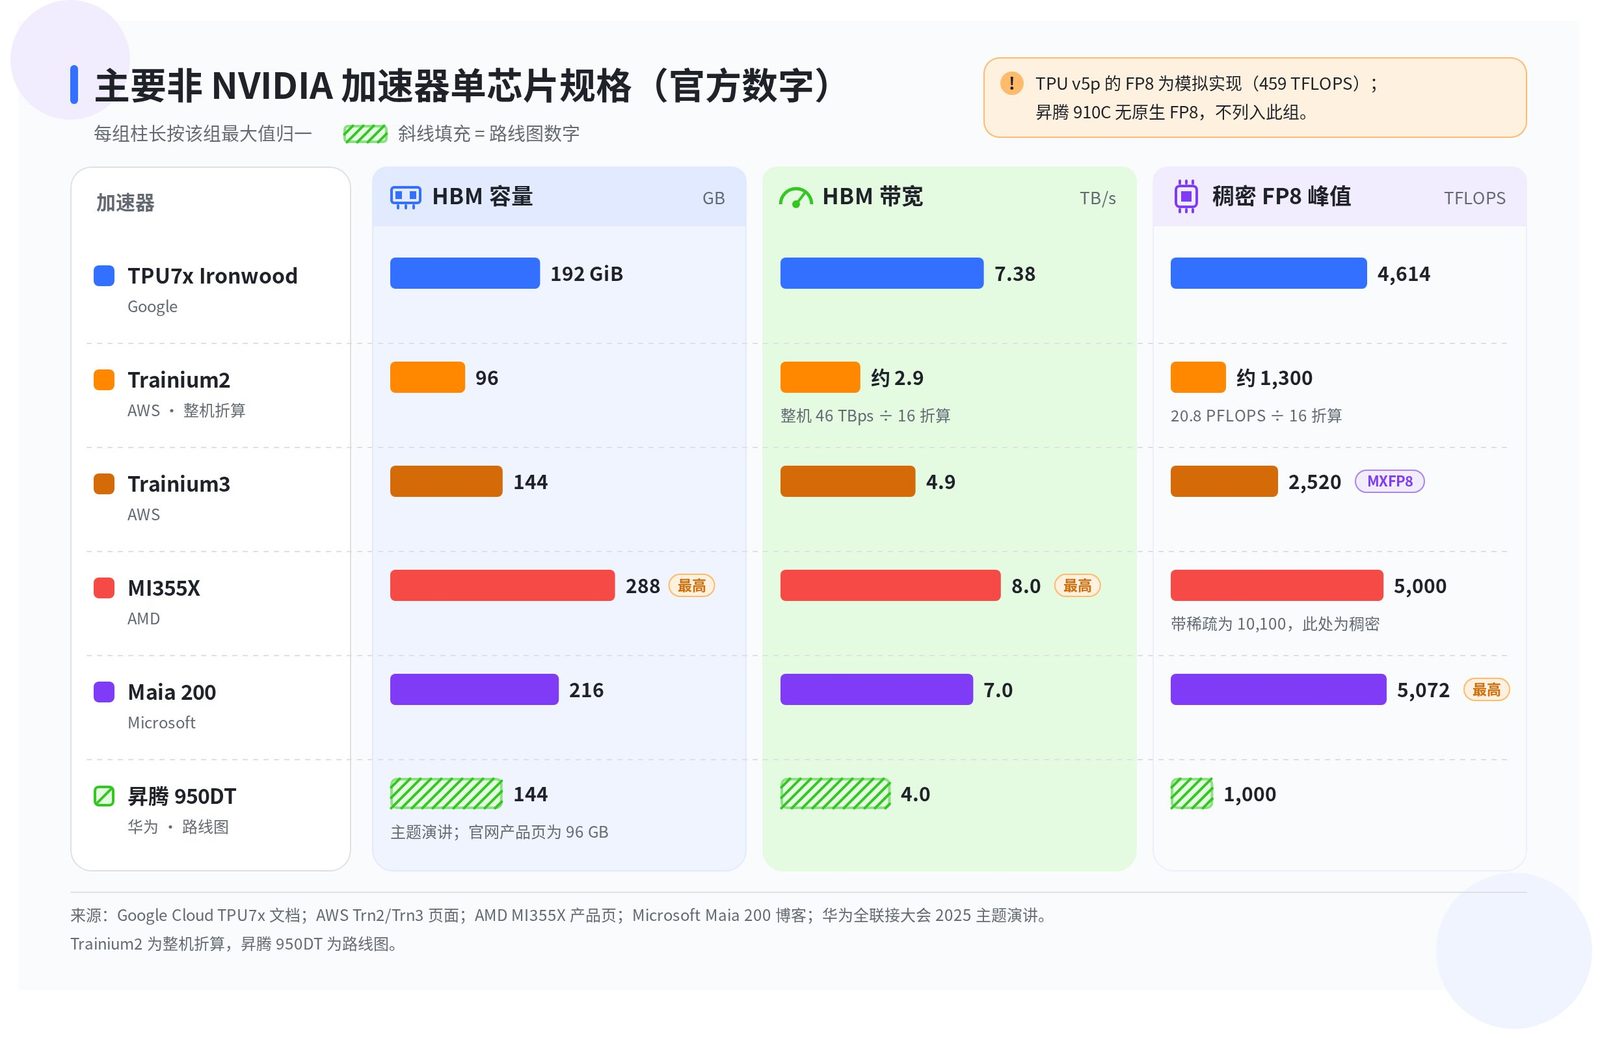 主要非 NVIDIA 加速器单芯片规格（官方数字）
每组柱长按该组最大值归一
斜线填充 = 路线图数字
! TPU v5p 的 FP8 为模拟实现（459 TFLOPS）；
昇腾 910C 无原生 FP8，不列入此组。
加速器
HBM 容量 GB
HBM 带宽 TB/s
稠密 FP8 峰值 TFLOPS
TPU7x Ironwood
Google
192 GiB
7.38
4,614
Trainium2
AWS · 整机折算
96
约 2.9
整机 46 TBps ÷ 16 折算
约 1,300
20.8 PFLOPS ÷ 16 折算
Trainium3
AWS
144
4.9
2,520 MXFP8
MI355X
AMD
288 最高
8.0 最高
5,000
带稀疏为 10,100，此处为稠密
Maia 200
Microsoft
216
7.0
5,072 最高
昇腾 950DT
华为 · 路线图
144
主题演讲；官网产品页为 96 GB
4.0
1,000
来源：Google Cloud TPU7x 文档；AWS Trn2/Trn3 页面；AMD MI355X 产品页；Microsoft Maia 200 博客；华为全联接大会 2025 主题演讲。
Trainium2 为整机折算，昇腾 950DT 为路线图。